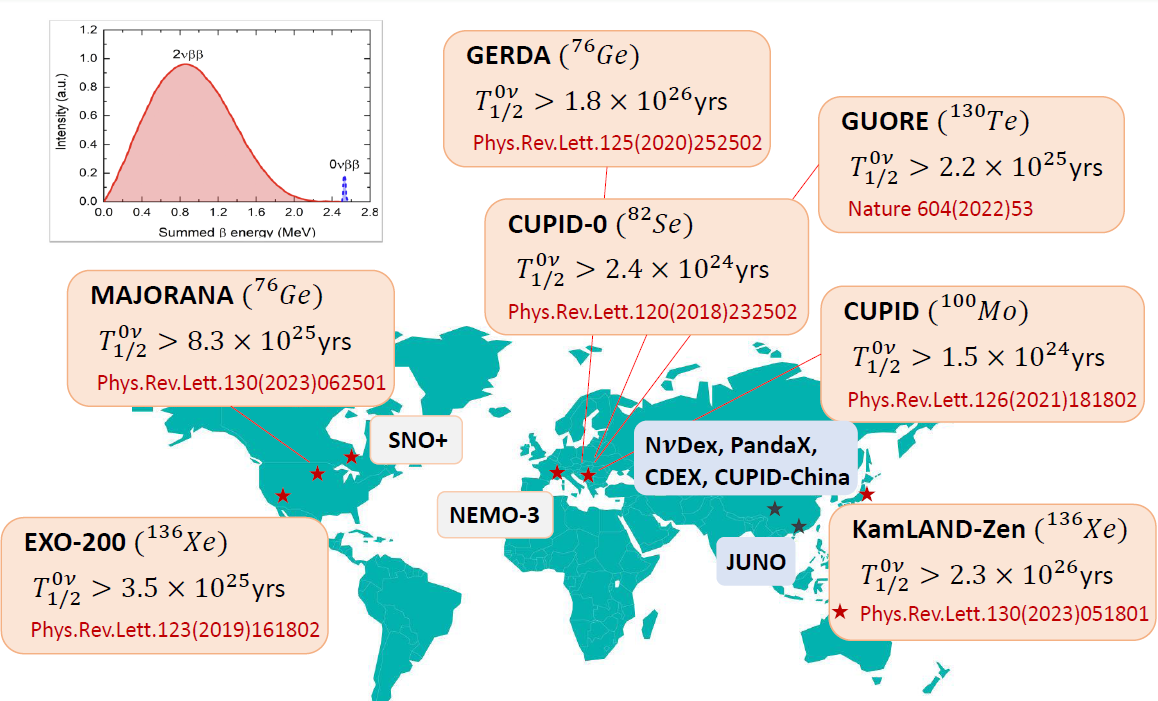 1.2
1.0
0.8
0.6
0.4
0.2
0.0
Intensity (a.u.)
2νββ
0νββ
0.0 0.4 0.8 1.2 1.6 2.0 2.4 2.8
Summed β energy (MeV)
GERDA (⁷⁶Ge)
T₁/₂⁰ᵛ > 1.8 × 10²⁶yrs
Phys.Rev.Lett.125(2020)252502
GUORE (¹³⁰Te)
T₁/₂⁰ᵛ > 2.2 × 10²⁵yrs
Nature 604(2022)53
CUPID-0 (⁸²Se)
T₁/₂⁰ᵛ > 2.4 × 10²⁴yrs
Phys.Rev.Lett.120(2018)232502
MAJORANA (⁷⁶Ge)
T₁/₂⁰ᵛ > 8.3 × 10²⁵yrs
Phys.Rev.Lett.130(2023)062501
CUPID (¹⁰⁰Mo)
T₁/₂⁰ᵛ > 1.5 × 10²⁴yrs
Phys.Rev.Lett.126(2021)181802
SNO+
NνDex, PandaX,
CDEX, CUPID-China
NEMO-3
JUNO
EXO-200 (¹³⁶Xe)
T₁/₂⁰ᵛ > 3.5 × 10²⁵yrs
Phys.Rev.Lett.123(2019)161802
KamLAND-Zen (¹³⁶Xe)
T₁/₂⁰ᵛ > 2.3 × 10²⁶yrs
Phys.Rev.Lett.130(2023)051801